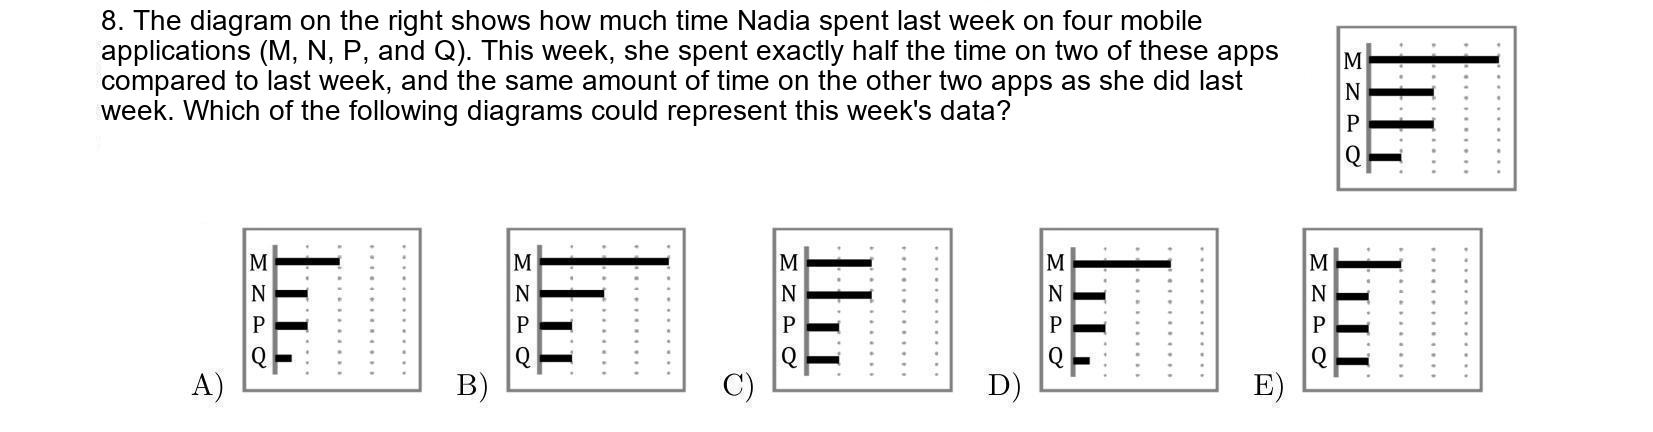 8. The diagram on the right shows how much time Nadia spent last week on four mobile
applications (M, N, P, and Q). This week, she spent exactly half the time on two of these apps
compared to last week, and the same amount of time on the other two apps as she did last
week. Which of the following diagrams could represent this week's data?
M
N
P
Q
A)
M
N
P
Q
B)
M
N
P
Q
C)
M
N
P
Q
D)
M
N
P
Q
E)
M
N
P
Q